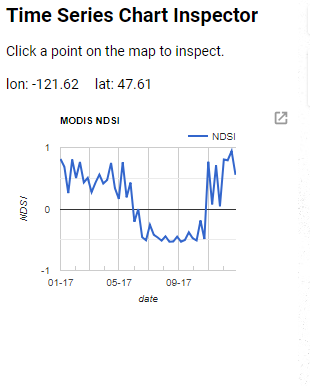 Time Series Chart Inspector
Click a point on the map to inspect.
lon: -121.62 lat: 47.61
MODIS NDSI
NDSI
1
0
-1
NDSI
01-17 05-17 09-17
date